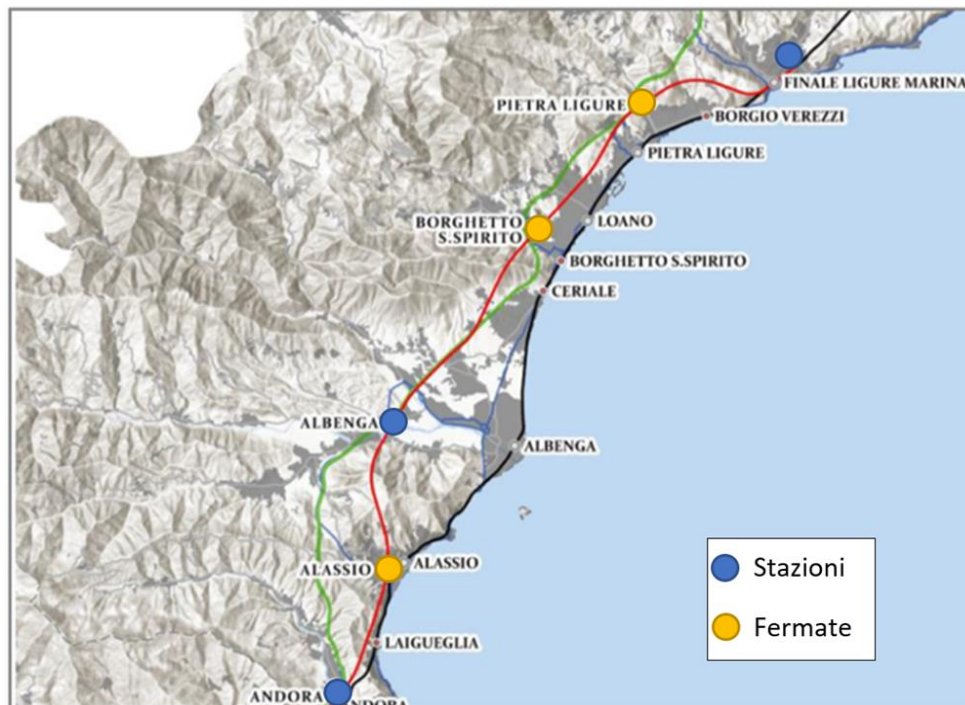 FINALE LIGURE MARINA
PIETRA LIGURE
BORGIO VEREZZI
PIETRA LIGURE
BORGHETTO
S.SPIRITO
LOANO
BORGHETTO S.SPIRITO
CERIALE
ALBENGA
ALBENGA
ALASSIO
ALASSIO
Stazioni
Fermate
LAIGUEGLIA
ANDORA